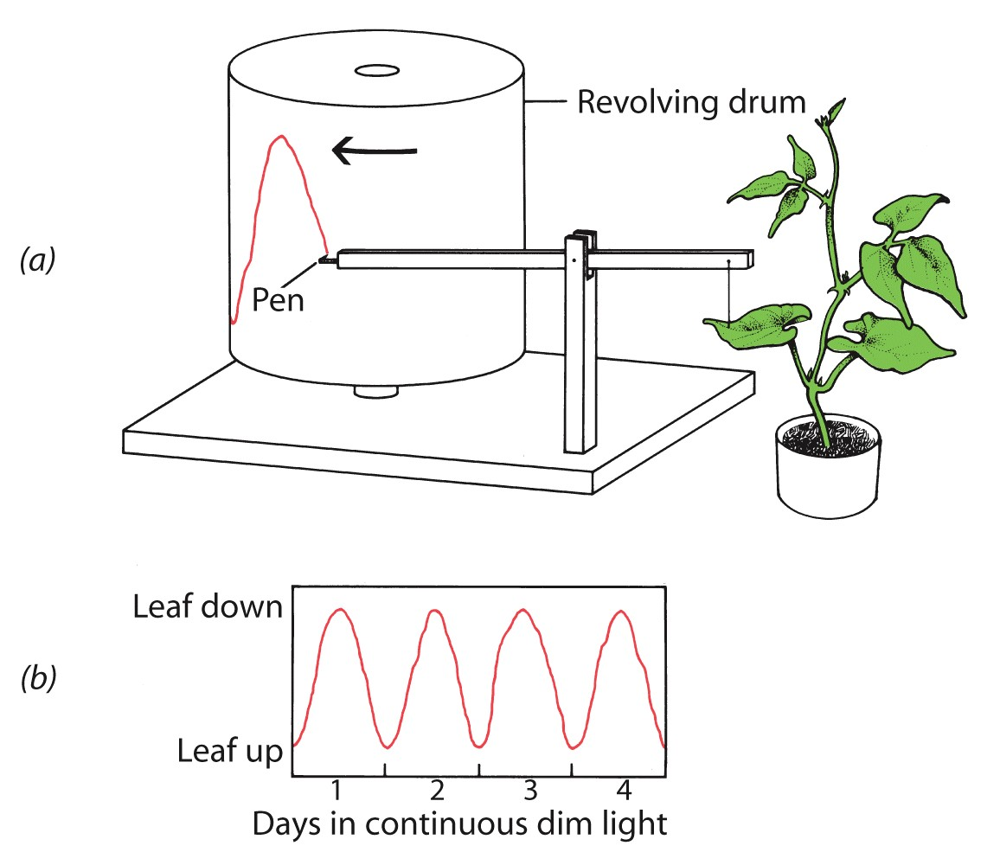 Revolving drum
(a)
Pen
Leaf down
(b)
Leaf up
1 2 3 4
Days in continuous dim light